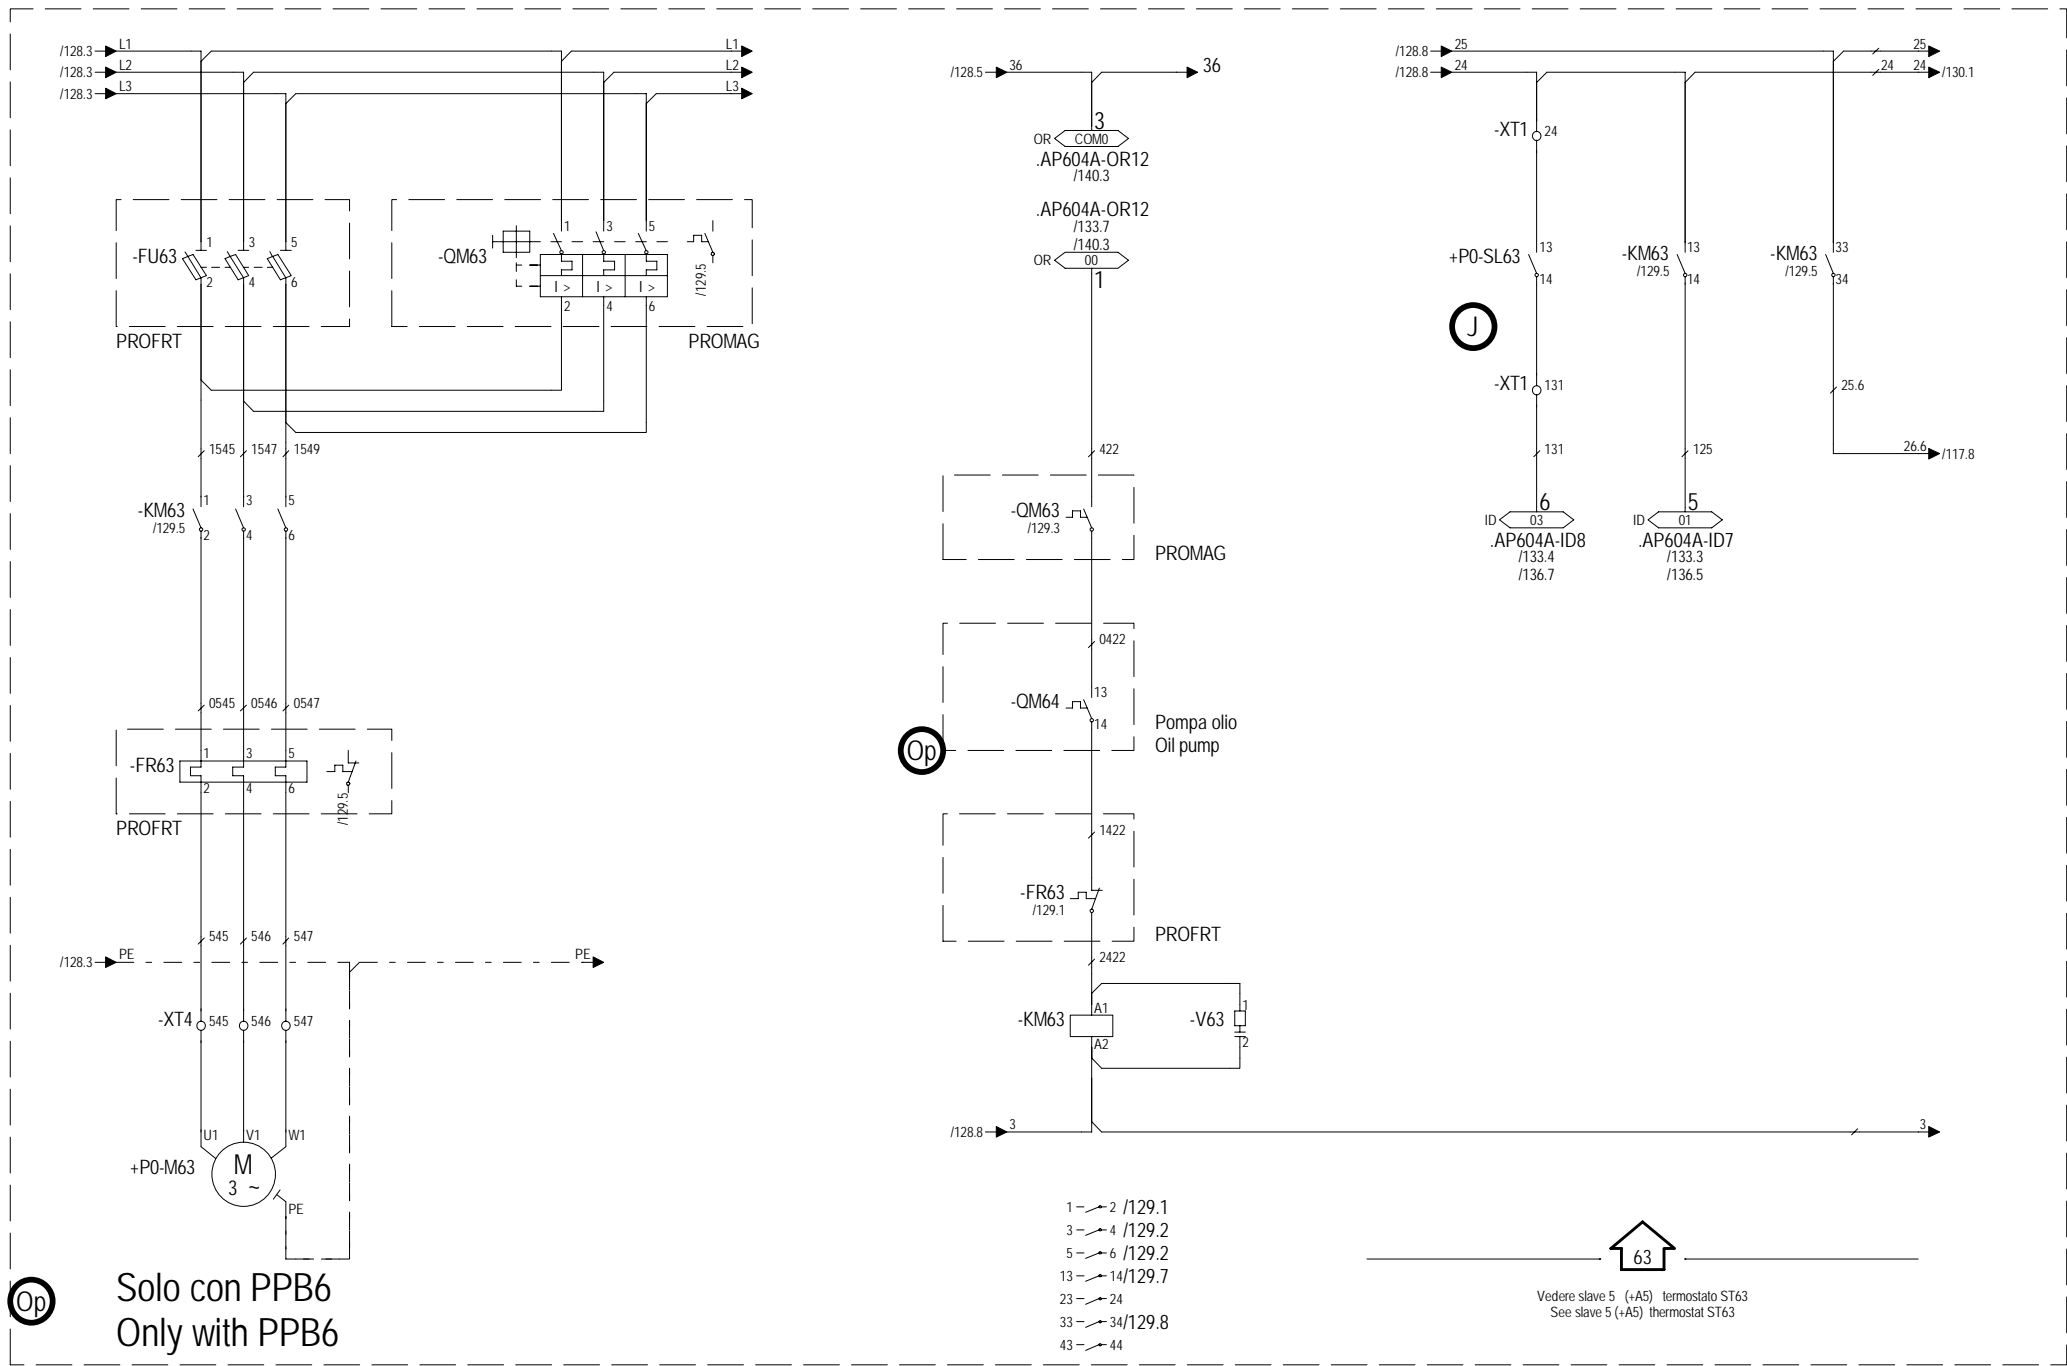 /128.3 L1 L1
/128.3 L2 L2
/128.3 L3 L3
-FU63
1 3 5
2 4 6
PROFRT
-QM63
1 3 5
I > I > I >
2 4 6
/129.5
PROMAG
1545 1547 1549
-KM63
/129.5
1 3 5
2 4 6
0545 0546 0547
-FR63
1 3 5
2 4 6
/129.5
PROFRT
545 546 547
/128.3 PE PE
-XT4 545 546 547
U1 V1 W1
+P0-M63
M
3 ~
PE
Op
Solo con PPB6
Only with PPB6
/128.5 36 36
3
OR COM0
.AP604A-OR12
/140.3
.AP604A-OR12
/133.7
/140.3
OR 00
1
422
-QM63
/129.3
PROMAG
0422
-QM64
13
14
Op
Pompa olio
Oil pump
1422
-FR63
/129.1
PROFRT
2422
-KM63
A1
A2
-V63
1
2
/128.8 3 3
1 2 /129.1
3 4 /129.2
5 6 /129.2
13 14 /129.7
23 24
33 34 /129.8
43 44
/128.8 25 25
/128.8 24 24 24 /130.1
-XT1 24
+P0-SL63
13
14
J
-XT1 131
131
6
ID 03
.AP604A-ID8
/133.4
/136.7
-KM63
/129.5
13
14
125
5
ID 01
.AP604A-ID7
/133.3
/136.5
-KM63
/129.5
33
34
25.6
26.6 /117.8
63
Vedere slave 5 (+A5) termostato ST63
See slave 5 (+A5) thermostat ST63